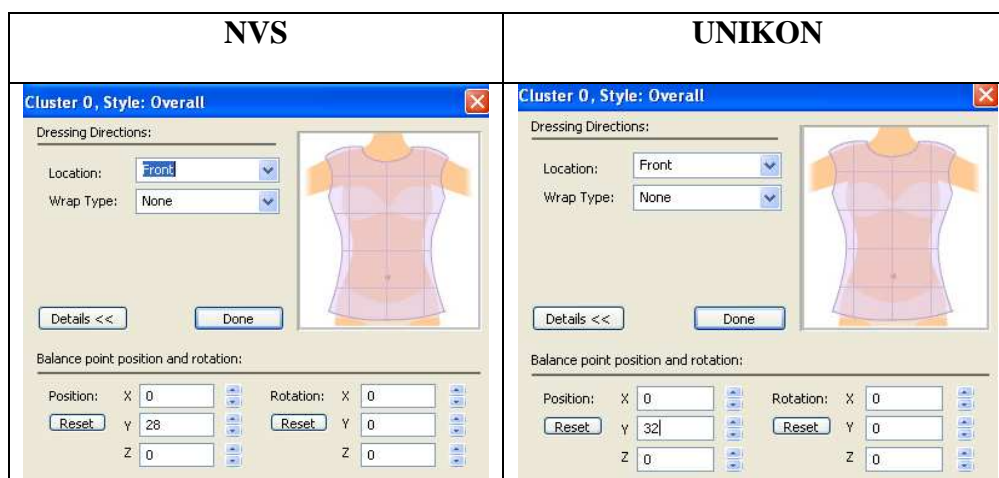 NVS
UNIKON
Cluster 0, Style: Overall
Dressing Directions:
Location: Front
Wrap Type: None
Details << Done
Balance point position and rotation:
Position: X 0 Rotation: X 0
Reset Y 28 Reset Y 0
Z 0 Z 0
Cluster 0, Style: Overall
Dressing Directions:
Location: Front
Wrap Type: None
Details << Done
Balance point position and rotation:
Position: X 0 Rotation: X 0
Reset Y 32 Reset Y 0
Z 0 Z 0